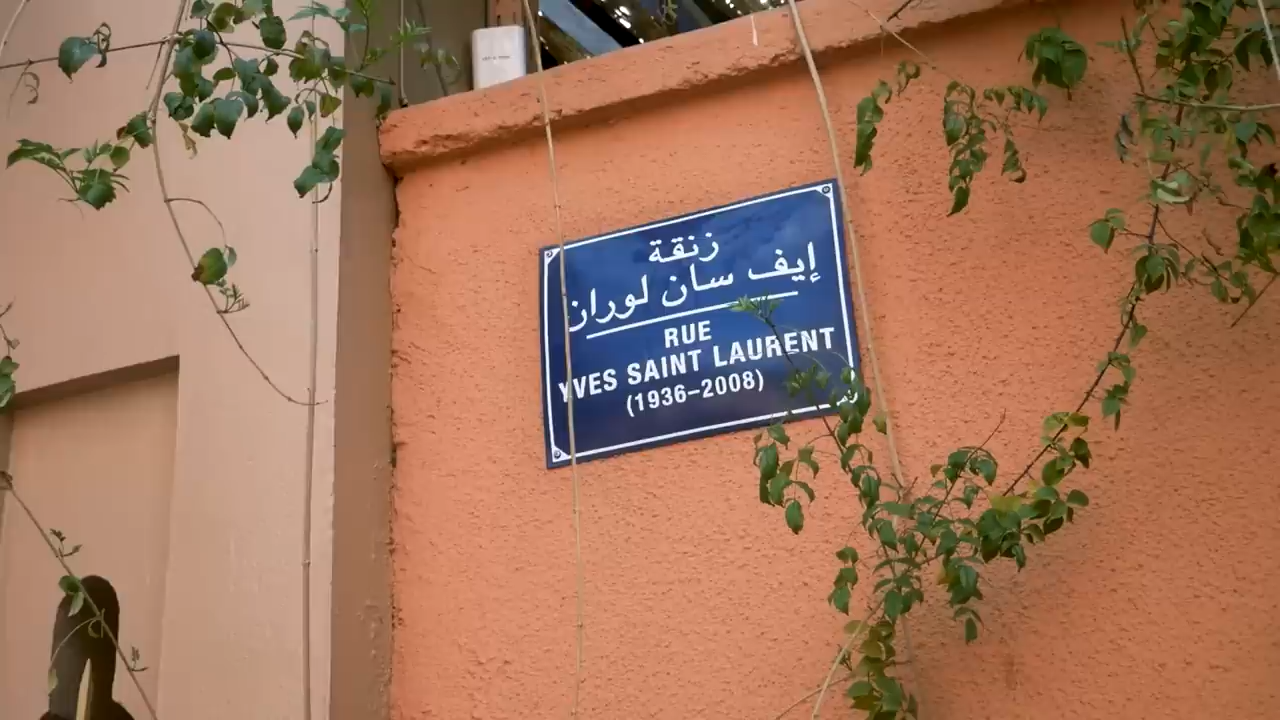 زنقة
إيف سان لوران
RUE
YVES SAINT LAURENT
(1936–2008)